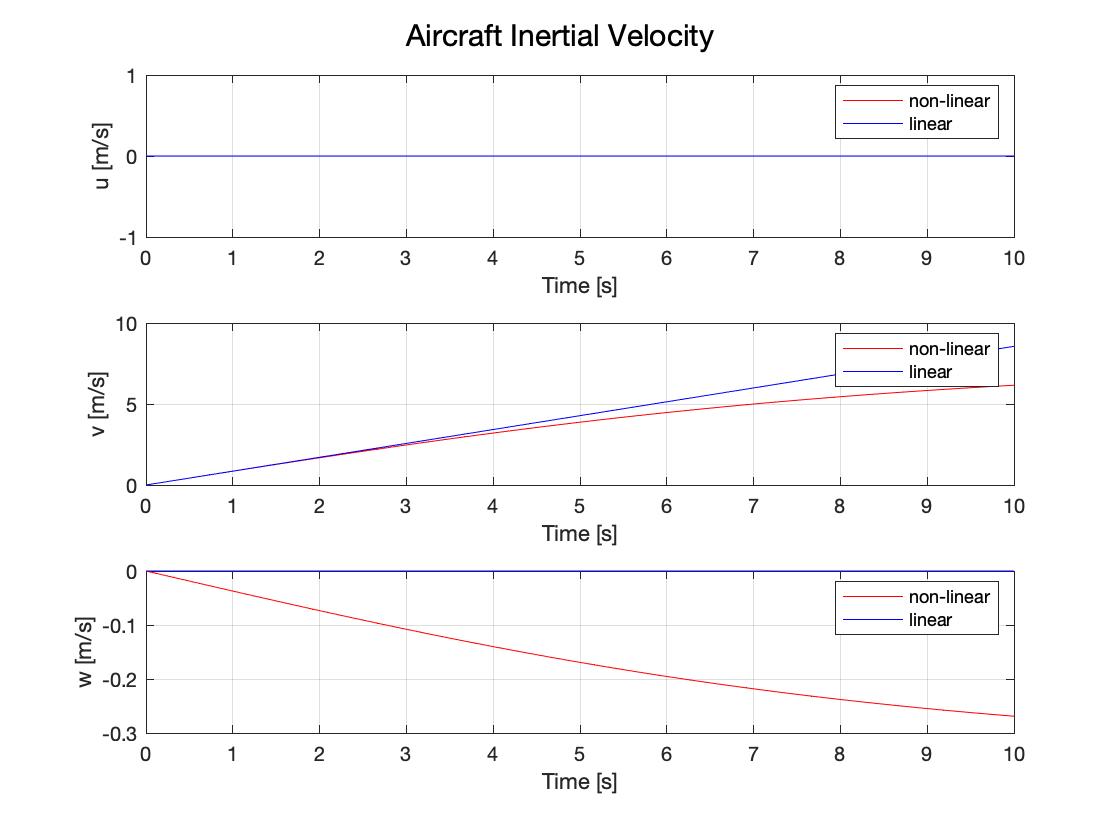 Aircraft Inertial Velocity
1
0
-1
u [m/s]
non-linear
linear
0 1 2 3 4 5 6 7 8 9 10
Time [s]
10
5
0
v [m/s]
non-linear
linear
0 1 2 3 4 5 6 7 8 9 10
Time [s]
0
-0.1
-0.2
-0.3
w [m/s]
non-linear
linear
0 1 2 3 4 5 6 7 8 9 10
Time [s]